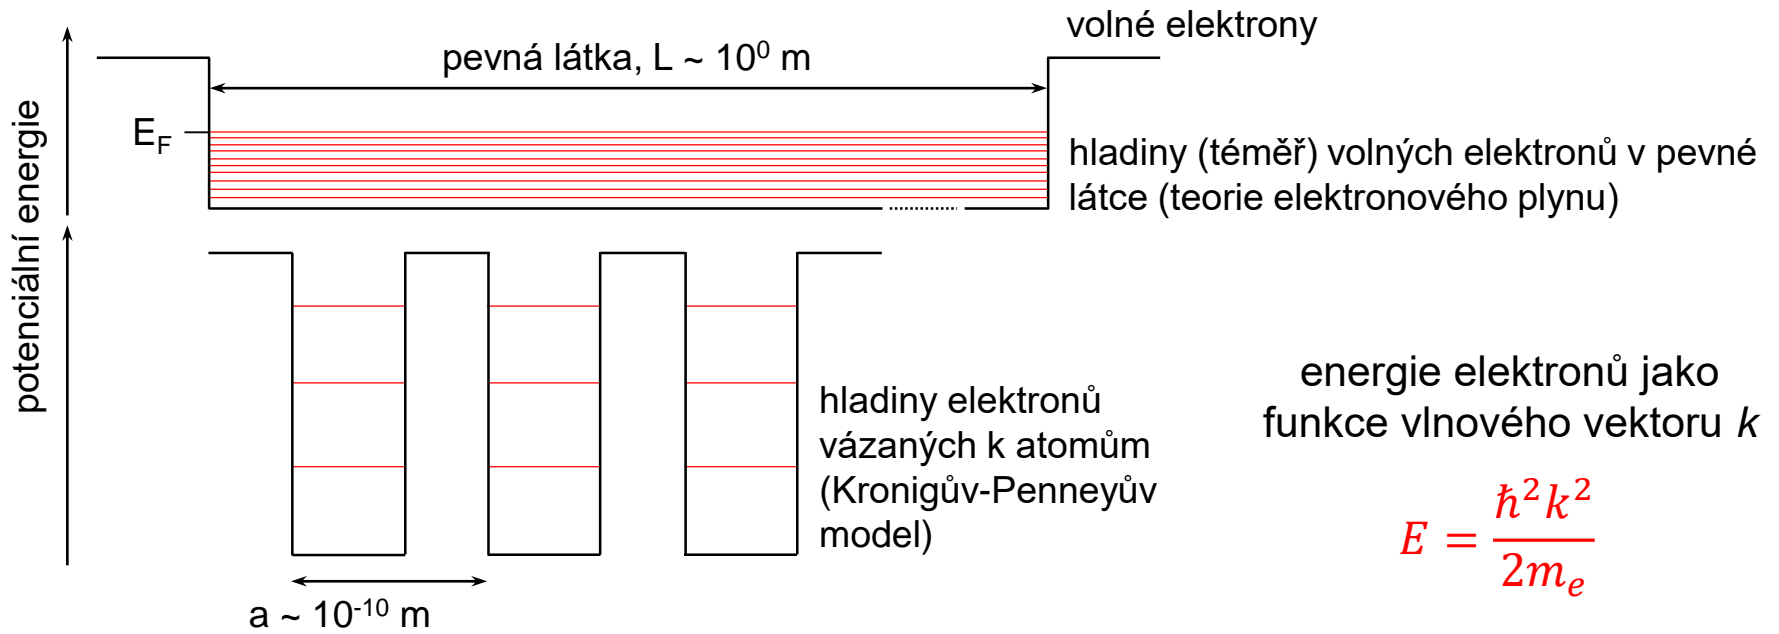 volné elektrony
pevná látka, L ~ 10⁰ m
potenciální energie
E_F
hladiny (téměř) volných elektronů v pevné
látce (teorie elektronového plynu)
hladiny elektronů
vázaných k atomům
(Kronigův-Penneyův
model)
a ~ 10⁻¹⁰ m
energie elektronů jako
funkce vlnového vektoru k
E = ℏ²k² / 2mₑ